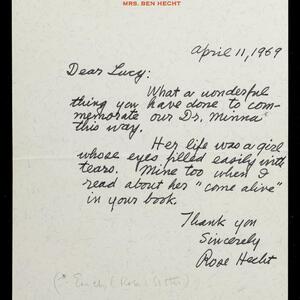 MRS. BEN HECHT
April 11, 1969
Dear Lucy:
What a wonderful
thing you have done to com-
memorate our Dr. Minna*
this way.
Her life was a girl
whose eyes filled easily with
tears. Mine too when I
read about her "come alive"
in your book.
Thank you
Sincerely
Rose Hecht